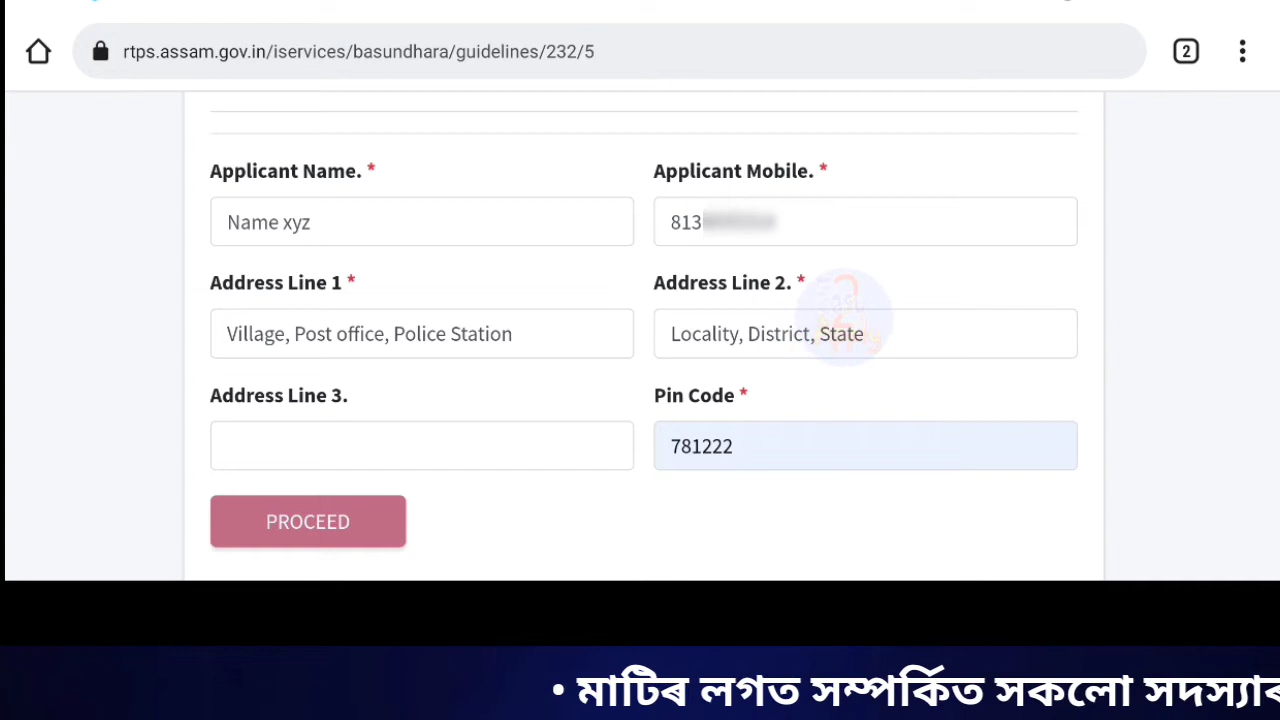 rtps.assam.gov.in/iservices/basundhara/guidelines/232/5
2
Applicant Name. *
Applicant Mobile. *
Name xyz
813
Address Line 1 *
Address Line 2. *
Village, Post office, Police Station
Locality, District, State
Address Line 3.
Pin Code *
781222
PROCEED
• মাটিৰ লগত সম্পৰ্কিত সকলো